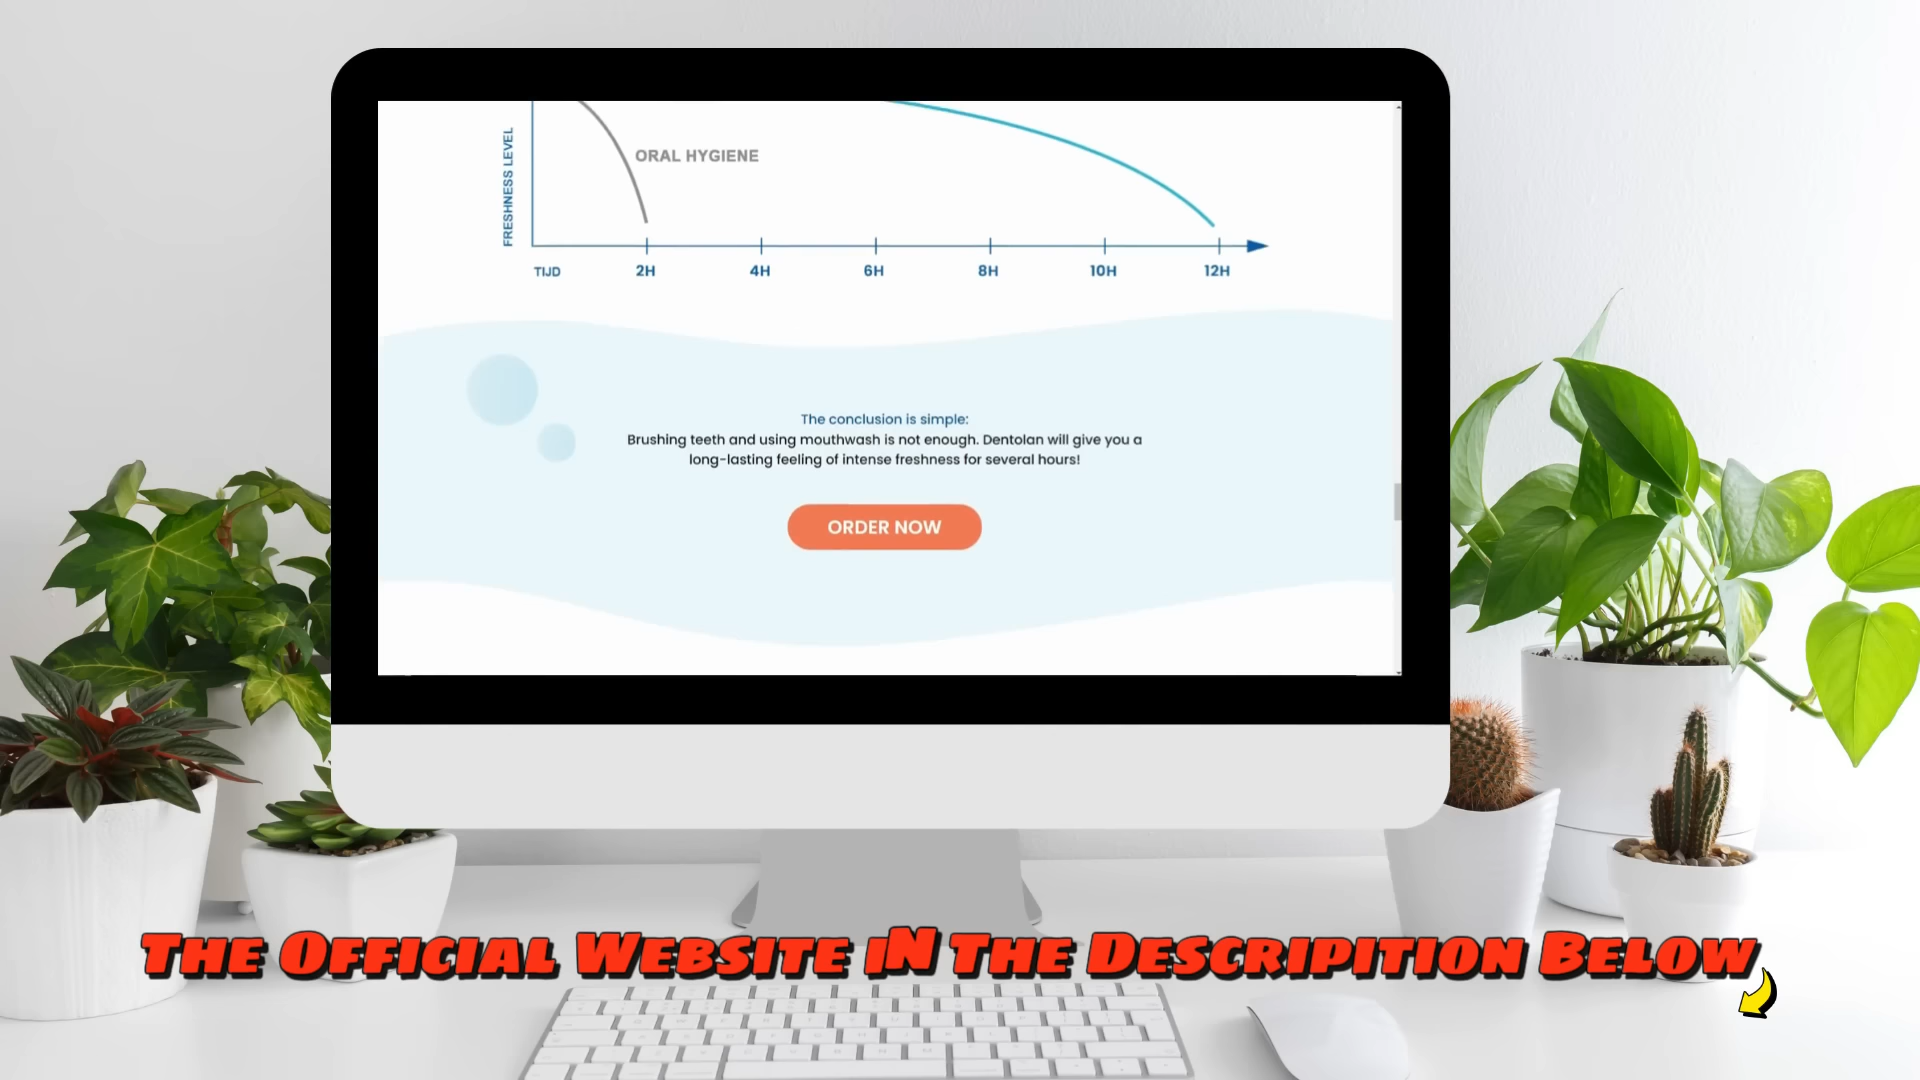 FRESHNESS LEVEL
ORAL HYGIENE
TIJD 2H 4H 6H 8H 10H 12H
The conclusion is simple:
Brushing teeth and using mouthwash is not enough. Dentolan will give you a
long-lasting feeling of intense freshness for several hours!
ORDER NOW
The Official Website iN The Descripition Below